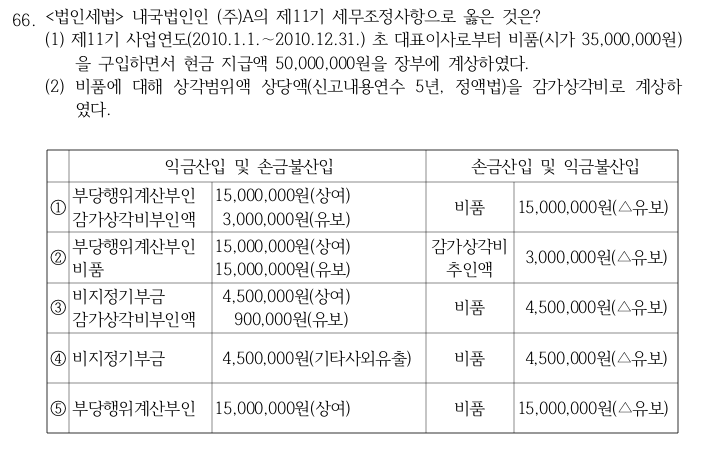 66. <법인세법> 내국법인인 (주)A의 제11기 세무조정사항으로 옳은 것은?
(1) 제11기 사업연도(2010.1.1.~2010.12.31.) 초 대표이사로부터 비품(시가 35,000,000원)
을 구입하면서 현금 지급액 50,000,000원을 장부에 계상하였다.
(2) 비품에 대해 상각범위액 상당액(신고내용연수 5년, 정액법)을 감가상각비로 계상하
였다.
익금산입 및 손금불산입 손금산입 및 익금불산입
① 부당행위계산부인 15,000,000원(상여) 비품 15,000,000원(△유보)
감가상각비부인액 3,000,000원(유보)
② 부당행위계산부인 15,000,000원(상여) 감가상각비 3,000,000원(△유보)
비품 15,000,000원(유보) 추인액
③ 비지정기부금 4,500,000원(상여) 비품 4,500,000원(△유보)
감가상각비부인액 900,000원(유보)
④ 비지정기부금 4,500,000원(기타사외유출) 비품 4,500,000원(△유보)
⑤ 부당행위계산부인 15,000,000원(상여) 비품 15,000,000원(△유보)